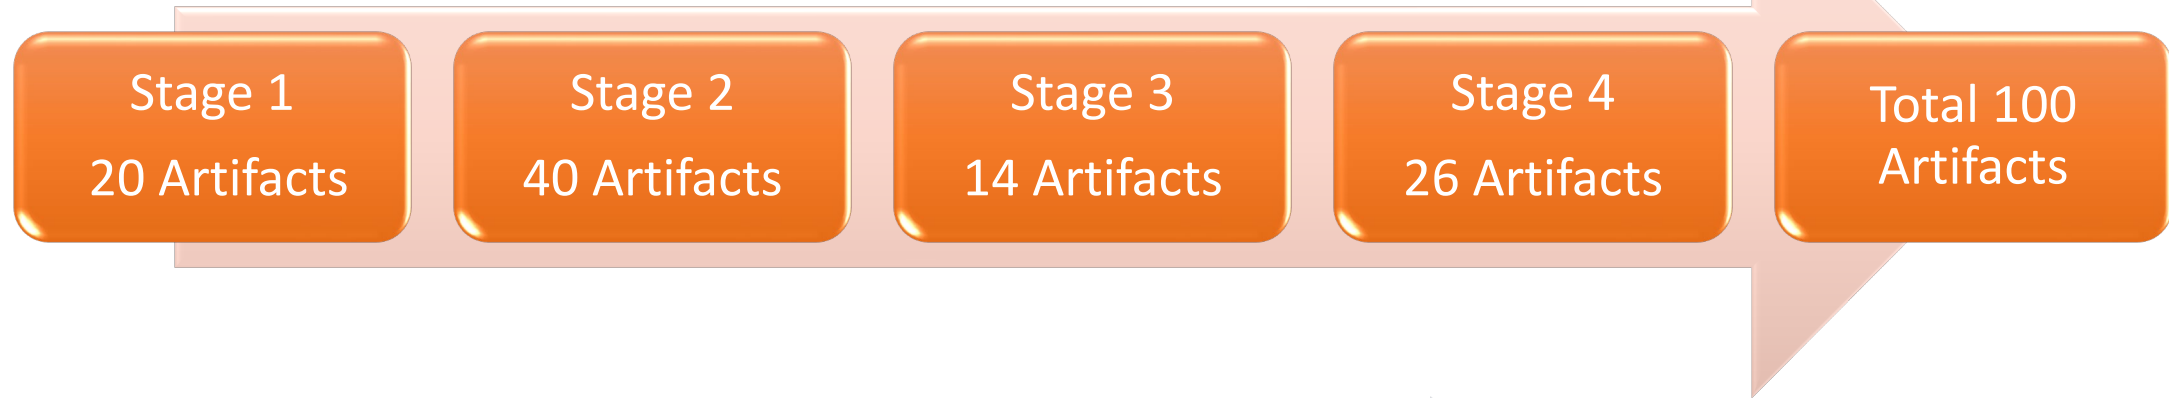 Stage 1
20 Artifacts
Stage 2
40 Artifacts
Stage 3
14 Artifacts
Stage 4
26 Artifacts
Total 100
Artifacts